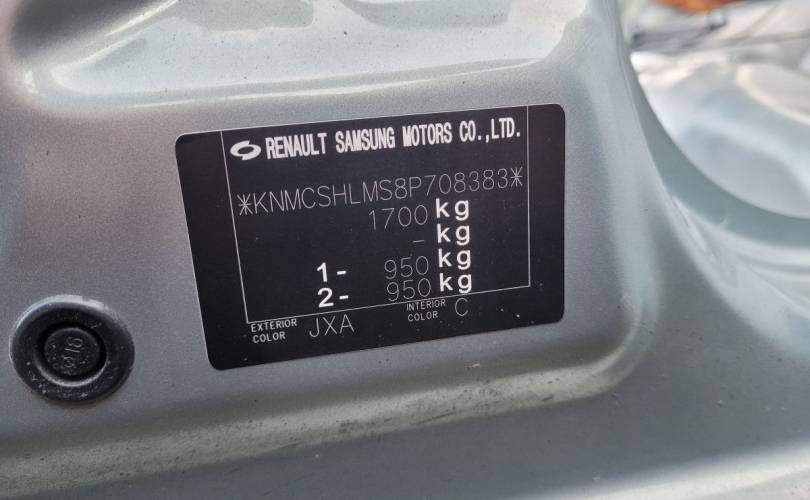 RENAULT SAMSUNG MOTORS CO.,LTD.
*KNMCSHLMS8P708383*
1700 kg
- kg
1- 950 kg
2- 950 kg
EXTERIOR COLOR JXA INTERIOR COLOR C
Ø18